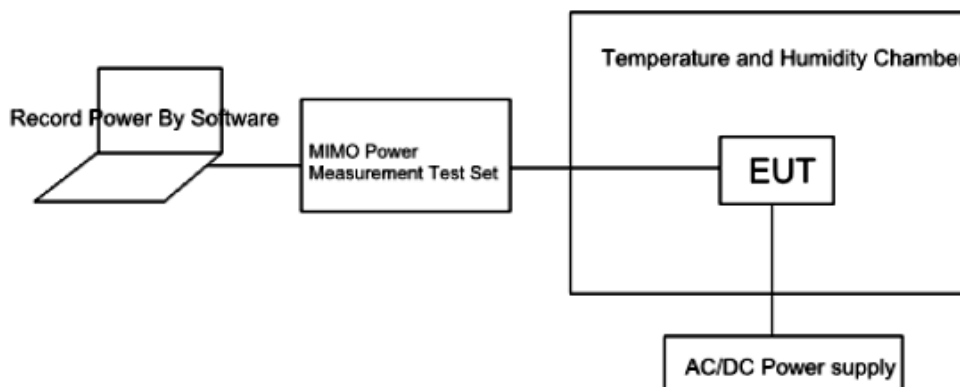 Temperature and Humidity Chamber
Record Power By Software
MIMO Power
Measurement Test Set
EUT
AC/DC Power supply